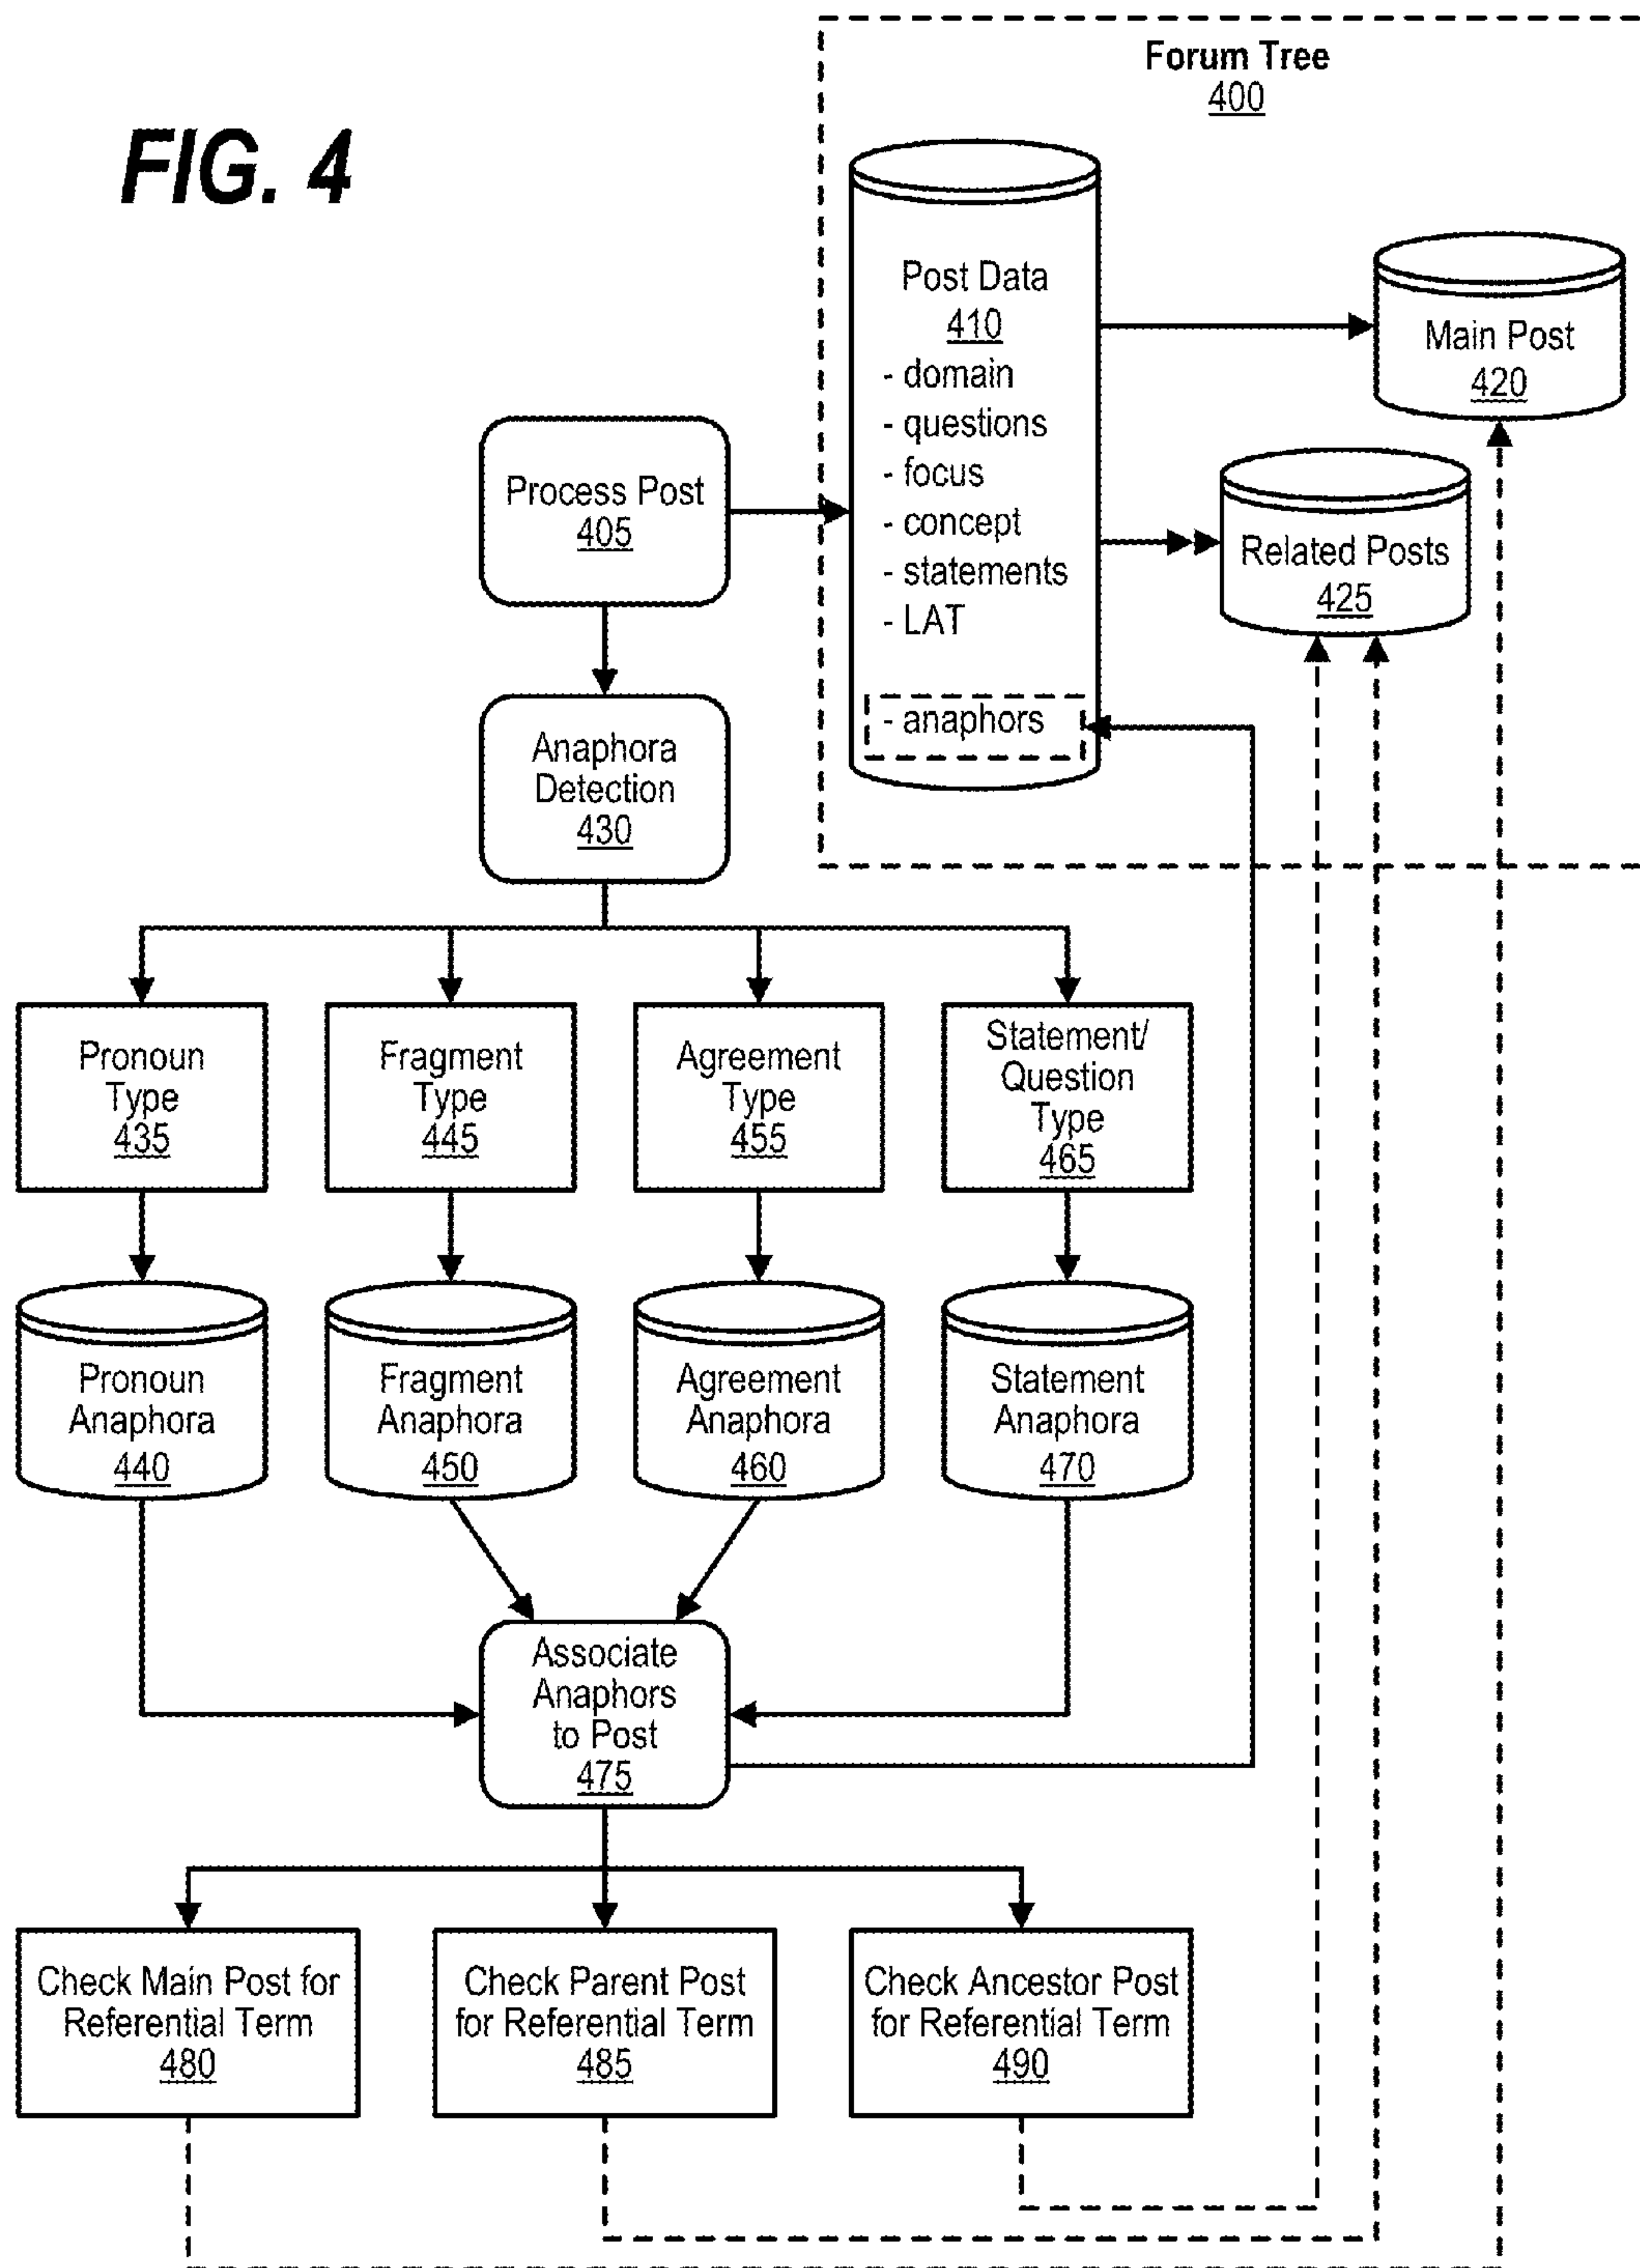 FIG. 4
Forum Tree
400
Post Data
410
- domain
- questions
- focus
- concept
- statements
- LAT
- anaphors
Main Post
420
Related Posts
425
Process Post
405
Anaphora
Detection
430
Pronoun
Type
435
Fragment
Type
445
Agreement
Type
455
Statement/
Question
Type
465
Pronoun
Anaphora
440
Fragment
Anaphora
450
Agreement
Anaphora
460
Statement
Anaphora
470
Associate
Anaphors
to Post
475
Check Main Post for
Referential Term
480
Check Parent Post
for Referential Term
485
Check Ancestor Post
for Referential Term
490